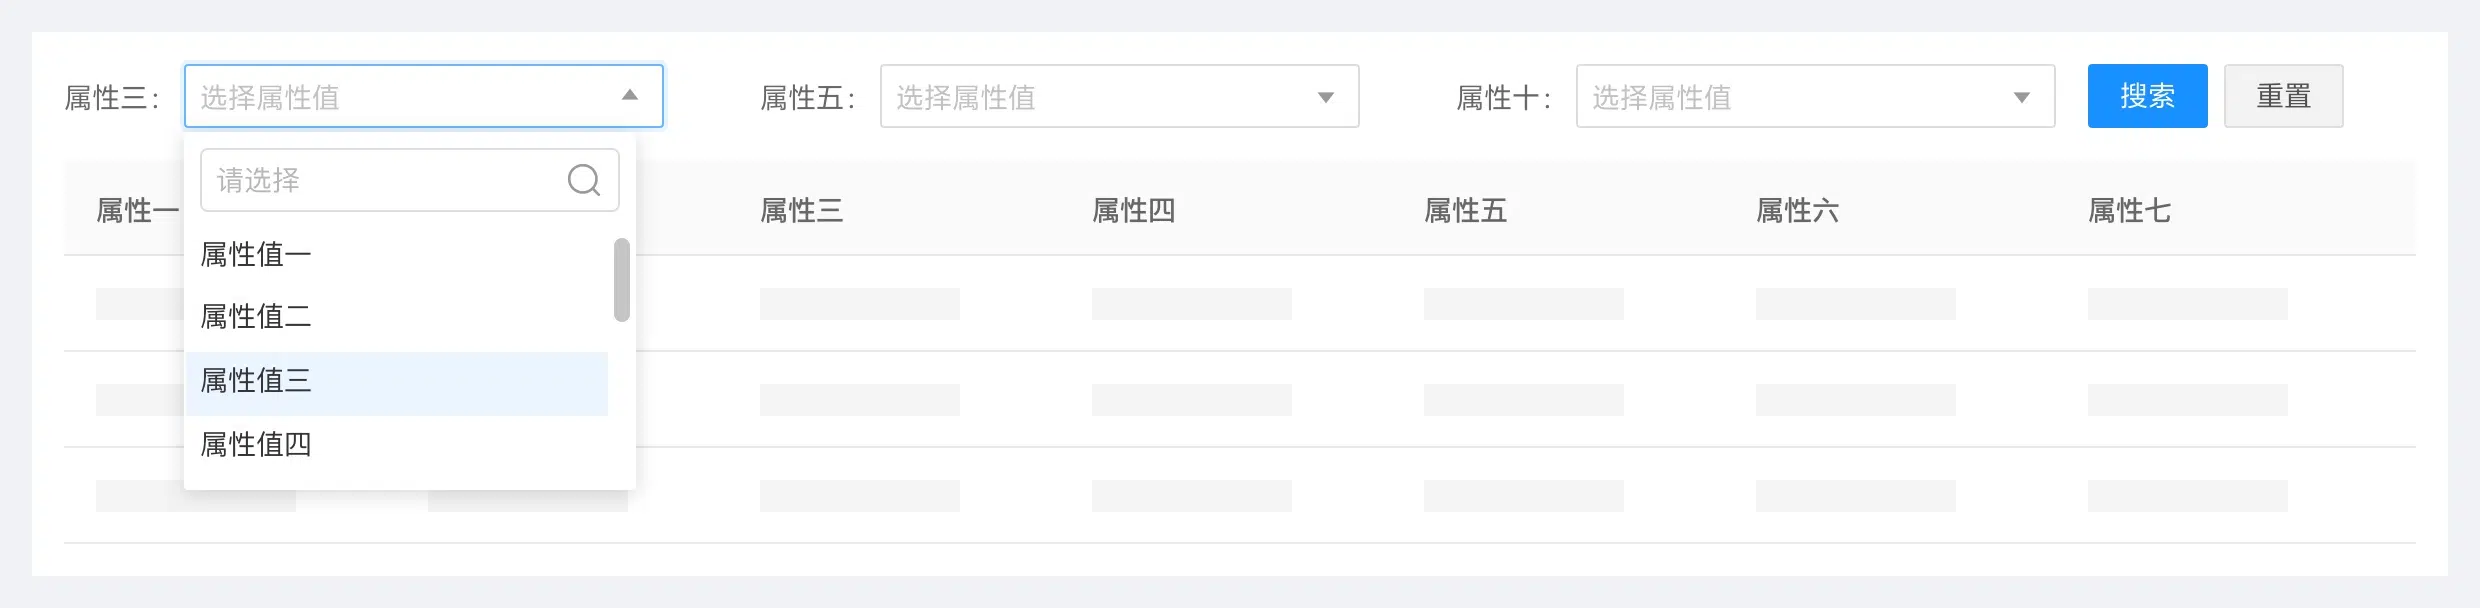 属性三： 选择属性值 属性五： 选择属性值 属性十： 选择属性值 搜索 重置
请选择
属性一 属性三 属性四 属性五 属性六 属性七
属性值一
属性值二
属性值三
属性值四